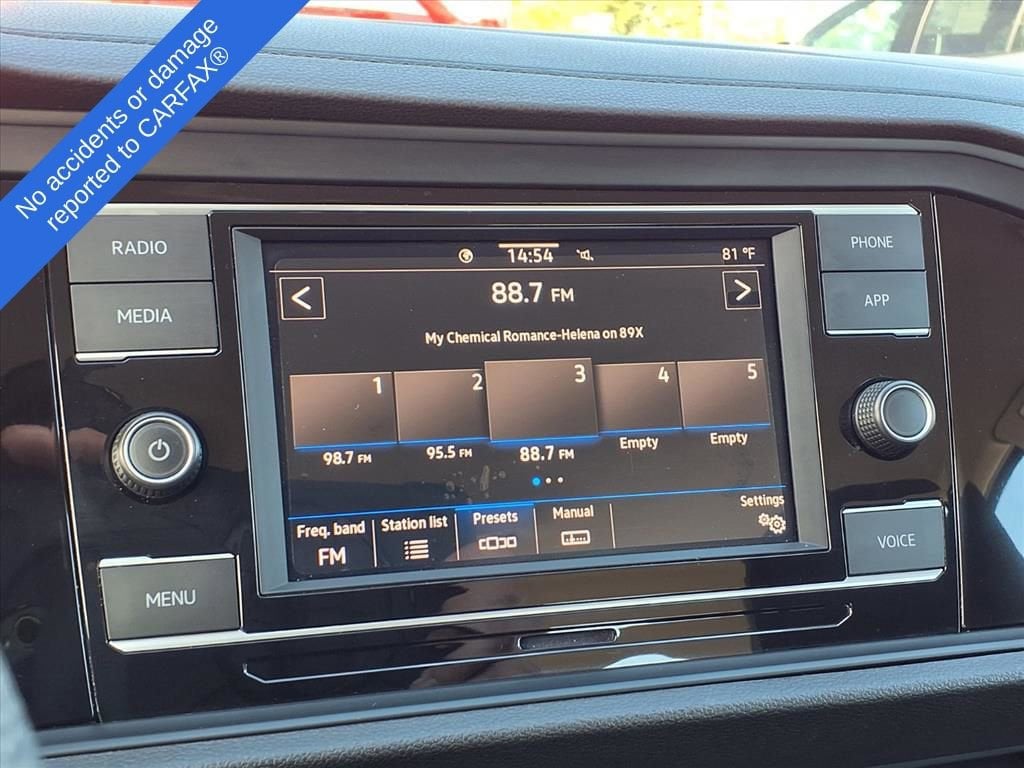 No accidents or damage
reported to CARFAX®
RADIO
MEDIA
MENU
PHONE
APP
VOICE
14:54
81 °F
<
88.7 FM
>
My Chemical Romance-Helena on 89X
1 2 3 4 5
98.7 FM 95.5 FM 88.7 FM Empty Empty
Freq. band Station list Presets Manual Settings
FM